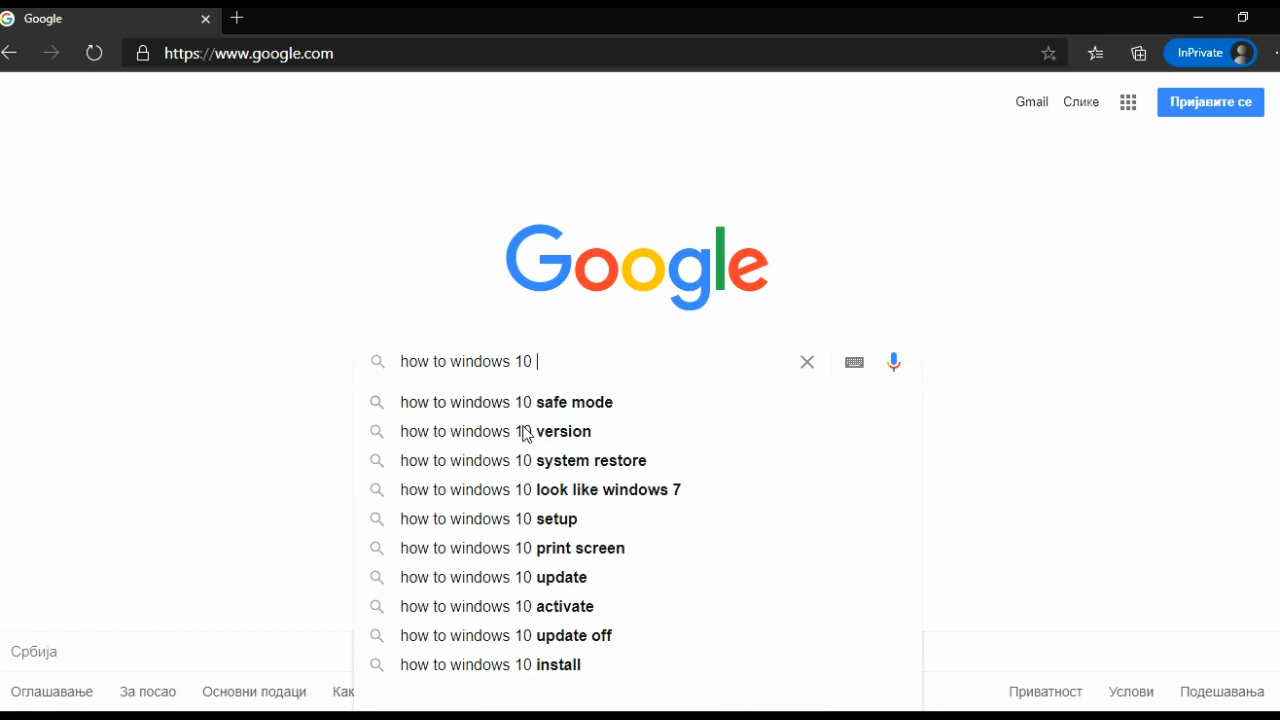 Google
https://www.google.com
InPrivate
Gmail Слике Пријавите се
Google
how to windows 10
how to windows 10 safe mode
how to windows 10 version
how to windows 10 system restore
how to windows 10 look like windows 7
how to windows 10 setup
how to windows 10 print screen
how to windows 10 update
how to windows 10 activate
how to windows 10 update off
how to windows 10 install
Србија
Оглашавање За посао Основни подаци Как
Приватност Услови Подешавања